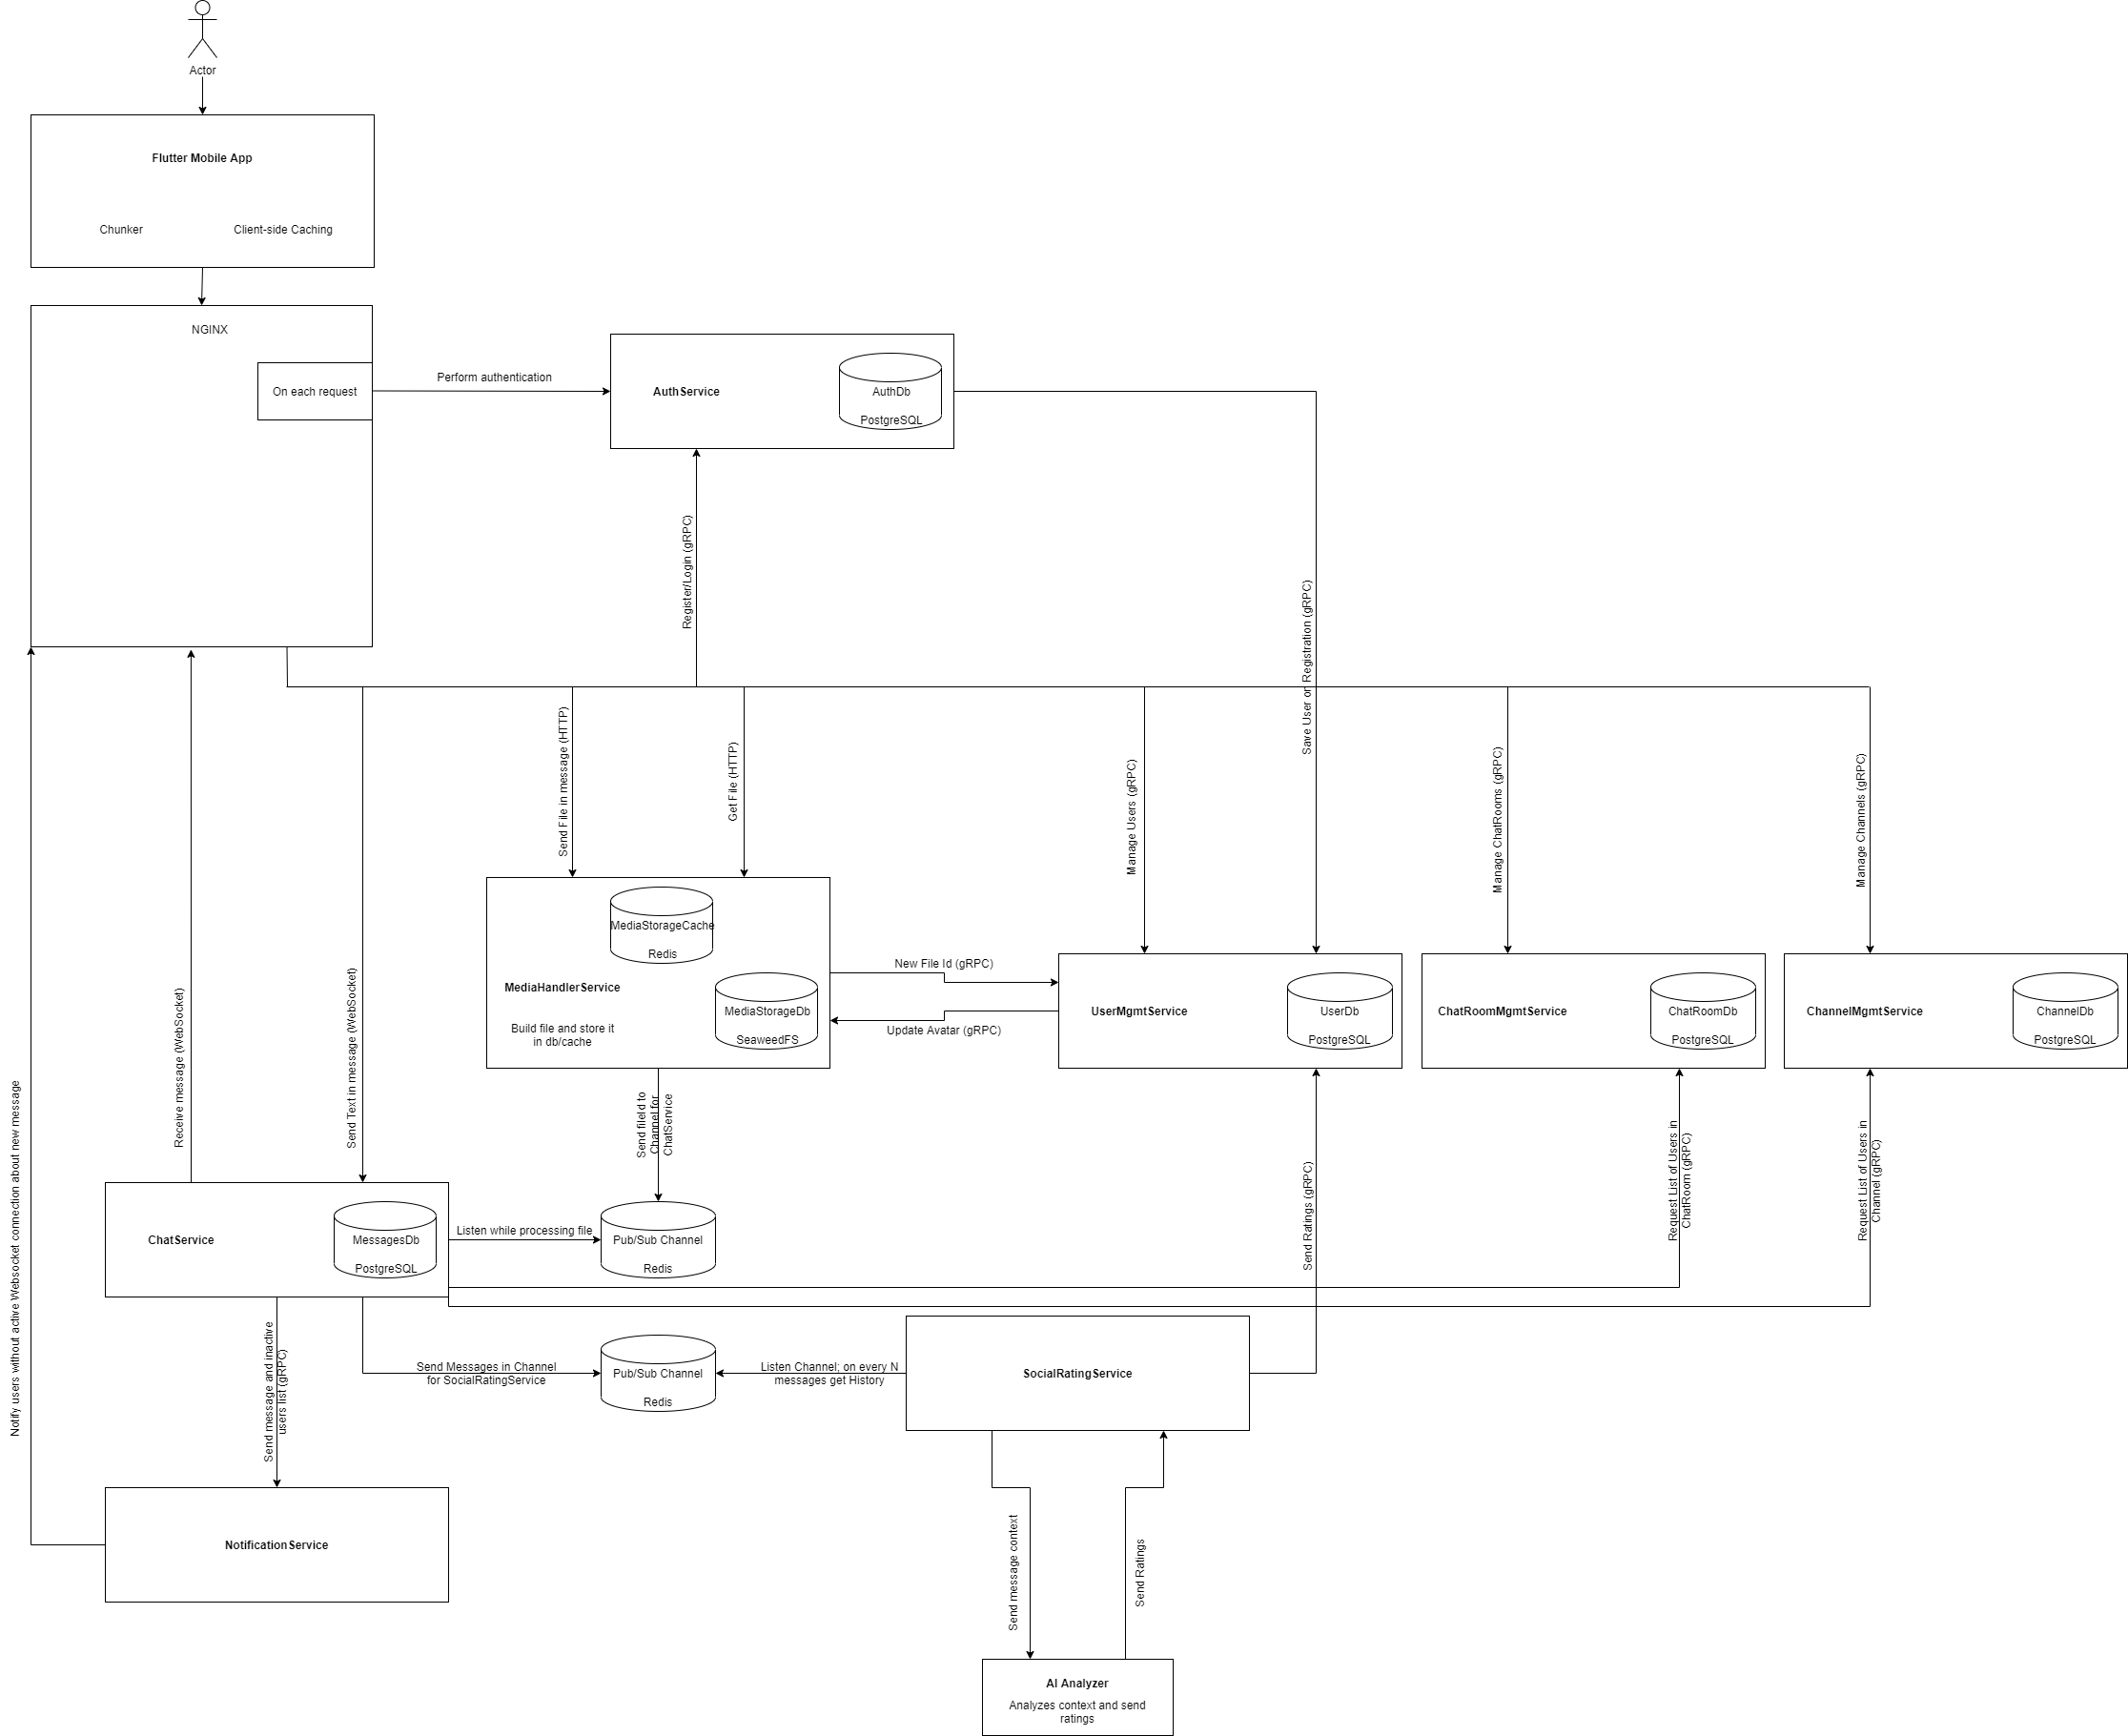 Actor
Flutter Mobile App
Chunker
Client-side Caching
NGINX
On each request
Perform authentication
AuthService
AuthDb
PostgreSQL
Register/Login (gRPC)
Save User on Registration (gRPC)
Send File in message (HTTP)
Get File (HTTP)
Manage Users (gRPC)
Manage ChatRooms (gRPC)
Manage Channels (gRPC)
MediaStorageCache
Redis
MediaHandlerService
Build file and store it
in db/cache
MediaStorageDb
SeaweedFS
New File Id (gRPC)
Update Avatar (gRPC)
UserMgmtService
UserDb
PostgreSQL
ChatRoomMgmtService
ChatRoomDb
PostgreSQL
ChannelMgmtService
ChannelDb
PostgreSQL
Notify users without active Websocket connection about new message
Receive message (WebSocket)
Send Text in message (WebSocket)
Send fileId to
Channel for
ChatService
Send Ratings (gRPC)
Request List of Users in
ChatRoom (gRPC)
Request List of Users in
Channel (gRPC)
ChatService
MessagesDb
PostgreSQL
Listen while processing file
Pub/Sub Channel
Redis
Send message and inactive
users list (gRPC)
Send Messages in Channel
for SocialRatingService
Pub/Sub Channel
Redis
Listen Channel; on every N
messages get History
SocialRatingService
NotificationService
Send message context
Send Ratings
AI Analyzer
Analyzes context and send
ratings